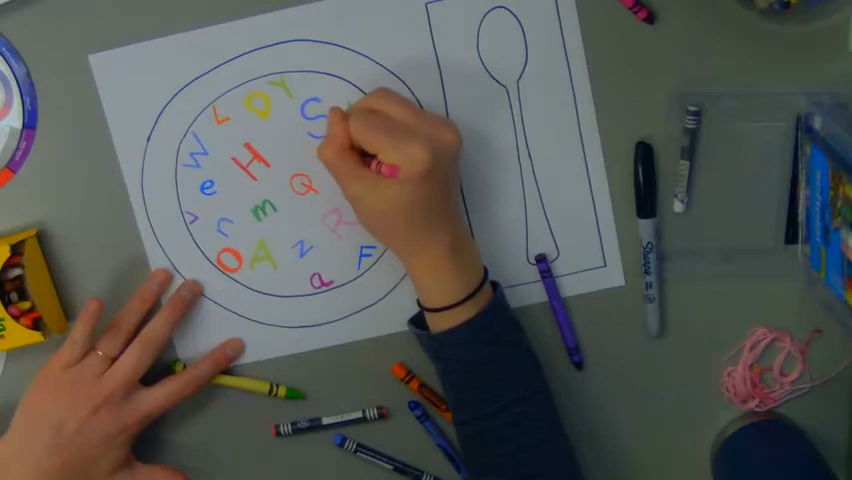 L D Y S
W H
e Q
v r m R
O A z F
a
Sharpie